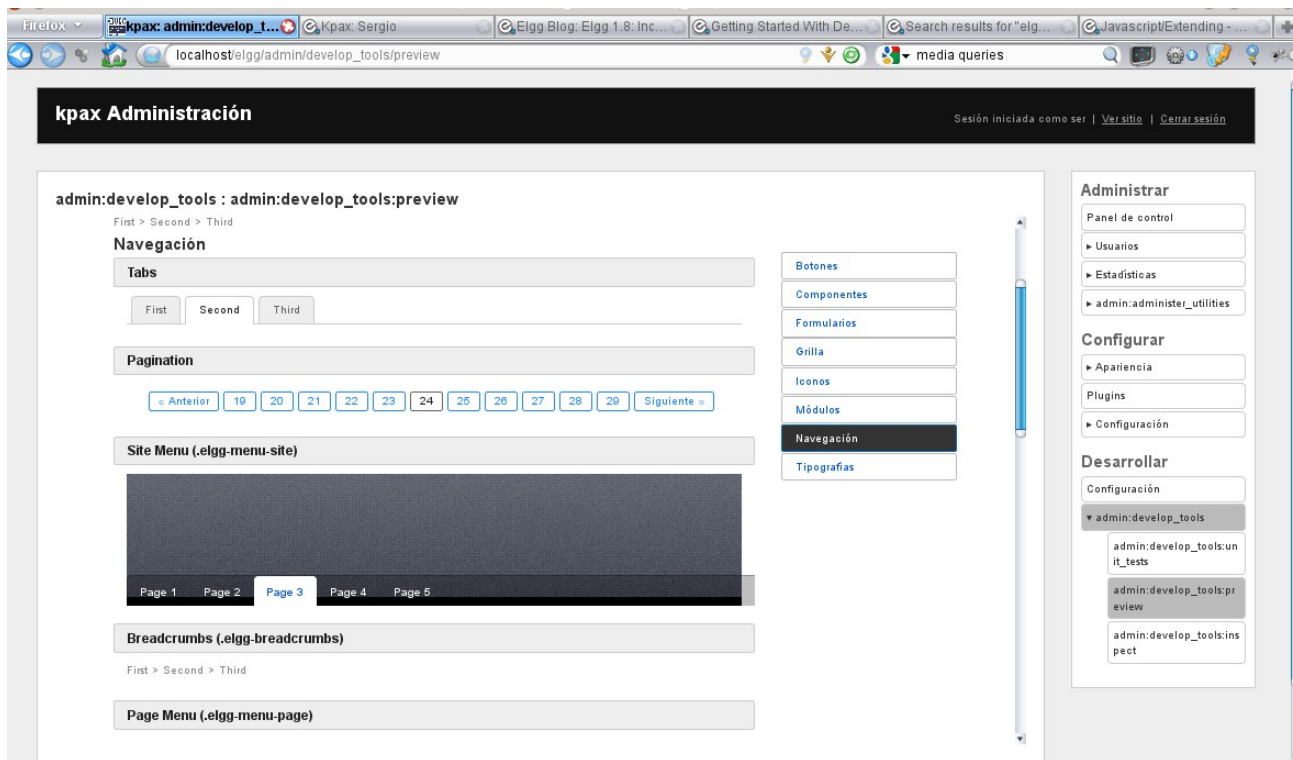 Firefox
kpax: admin:develop_t...
Kpax: Sergio
Elgg Blog: Elgg 1.8: Inc...
Getting Started With De...
Search results for "elg...
Javascript/Extending - ...
localhost/elgg/admin/develop_tools/preview
media queries
kpax Administración
Sesión iniciada como ser | Ver sitio | Cerrar sesión
admin:develop_tools : admin:develop_tools:preview
First > Second > Third
Navegación
Tabs
First Second Third
Pagination
« Anterior 19 20 21 22 23 24 25 26 27 28 29 Siguiente »
Site Menu (.elgg-menu-site)
Page 1 Page 2 Page 3 Page 4 Page 5
Breadcrumbs (.elgg-breadcrumbs)
First > Second > Third
Page Menu (.elgg-menu-page)
Botones
Componentes
Formularios
Grilla
Iconos
Módulos
Navegación
Tipografias
Administrar
Panel de control
▸ Usuarios
▸ Estadísticas
▸ admin:administer_utilities
Configurar
▸ Apariencia
Plugins
▸ Configuración
Desarrollar
Configuración
▾ admin:develop_tools
admin:develop_tools:un
it_tests
admin:develop_tools:pr
eview
admin:develop_tools:ins
pect